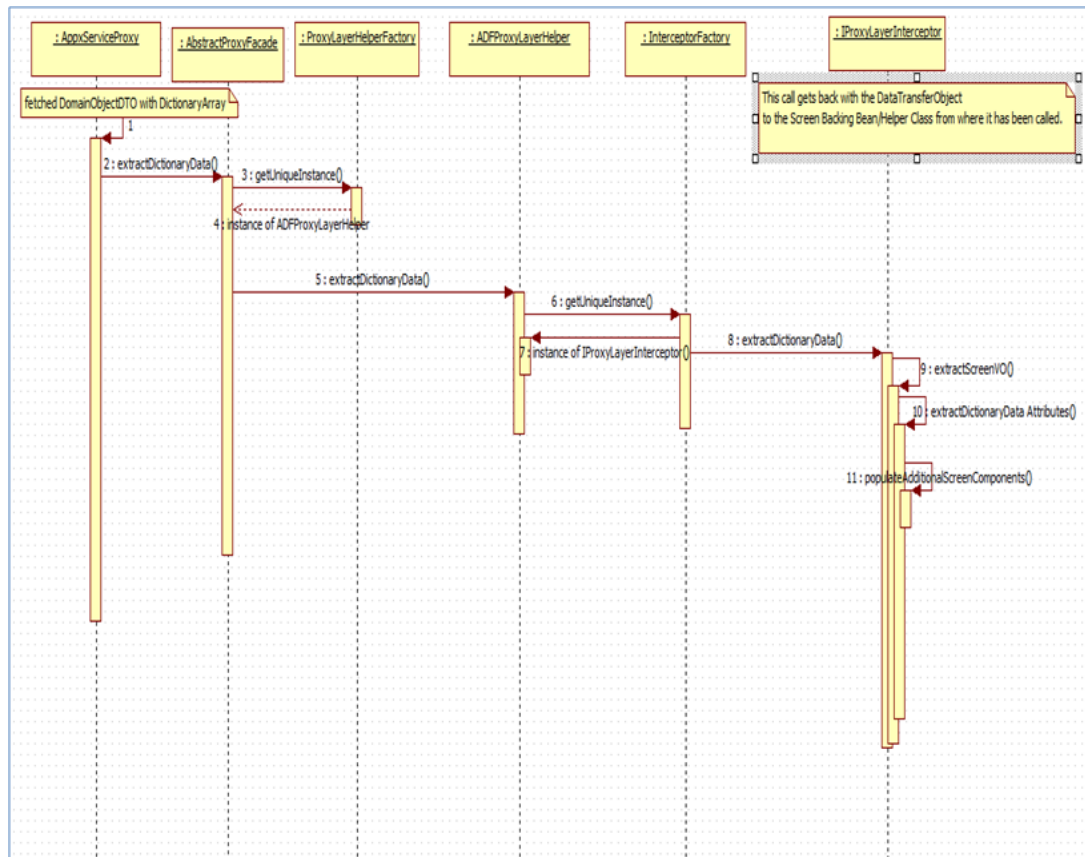 : AppxServiceProxy
: AbstractProxyFacade
: ProxyLayerHelperFactory
: ADFProxyLayerHelper
: InterceptorFactory
: IProxyLayerInterceptor
fetched DomainObjectDTO with DictionaryArray
This call gets back with the DataTransferObject
to the Screen Backing Bean/Helper Class from where it has been called.
1
2 : extractDictionaryData()
3 : getUniqueInstance()
4 : instance of ADFProxyLayerHelper
5 : extractDictionaryData()
6 : getUniqueInstance()
7 : instance of IProxyLayerInterceptor()
8 : extractDictionaryData()
9 : extractScreenVO()
10 : extractDictionaryData Attributes()
11 : populateAdditionalScreenComponents()